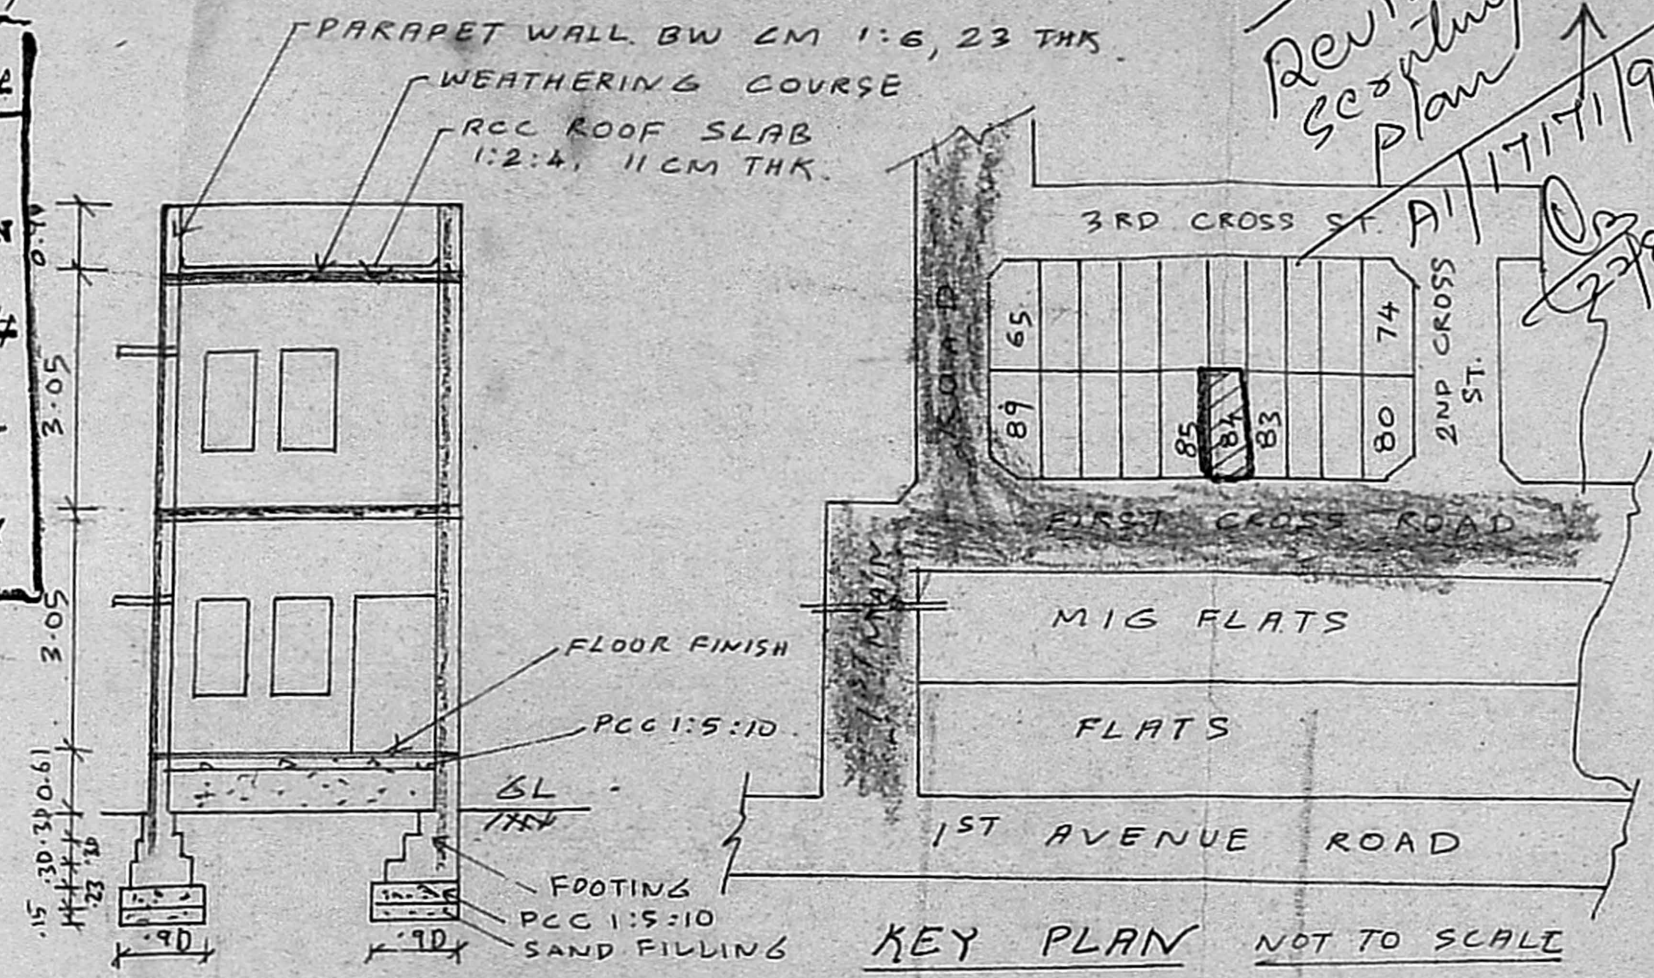 PARAPET WALL. BW CM 1:6, 23 THK.
WEATHERING COURSE
RCC ROOF SLAB
1:2:4, 11 CM THK.
0.90
3.05
3.05
0.61
.30
.30
.30
.23
.15
FLOOR FINISH
PCC 1:5:10.
GL
FOOTING
PCC 1:5:10
SAND FILLING
.90
.90
plan
A1/17171/9
3RD CROSS ST.
2ND CROSS
ST.
ROAD
65
74
89
85
84
83
80
FIRST CROSS ROAD
1ST MAIN
MIG FLATS
FLATS
1ST AVENUE ROAD
KEY PLAN NOT TO SCALE